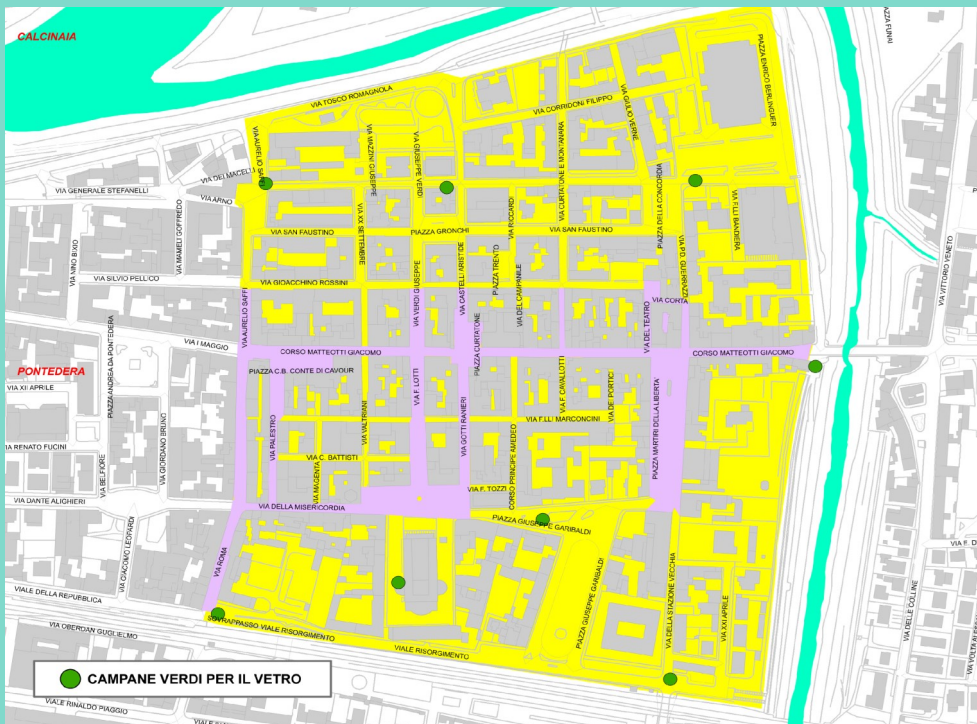 CALCINAIA
PIAZZA FUNAI
VIA TOSCO ROMAGNOLA
PIAZZA ENRICO BERLINGUER
VIA CORRIDONI FILIPPO
VIA GIULIO VERNE
VIA AURELIO SAFFI
VIA MAZZINI GIUSEPPE
VIA GIUSEPPE VERDI
VIA CURTATONE E MONTANARA
VIA DEI MACELLI
VIA GENERALE STEFANELLI
VIA ARNO
PIAZZA DELLA CONCORDIA
VIA F.LLI BANDIERA
VIA RICCARDI
VIA XX SETTEMBRE
VIA MAMELI GOFFREDO
VIA NINO BIXIO
VIA SAN FAUSTINO
PIAZZA GRONCHI
VIA SAN FAUSTINO
VIA P.D. GUERRAZZI
VIA CASTELLI ARISTIDE
PIAZZA TRENTO
VIA VITTORIO VENETO
VIA SILVIO PELLICO
VIA GIOACCHINO ROSSINI
VIA VERDI GIUSEPPE
VIA DEL CAMPANILE
VIA CORTA
VIA AURELIO SAFFI
PIAZZA CURTATONE
VIA DEL TEATRO
VIA I MAGGIO
CORSO MATTEOTTI GIACOMO
CORSO MATTEOTTI GIACOMO
PIAZZA ANDREA DA PONTEDERA
PONTEDERA
PIAZZA C.B. CONTE DI CAVOUR
VIA F. LOTTI
VIA F. CAVALLOTTI
VIA DE' PORTICI
VIA XII APRILE
VIA PALESTRO
VIA VALTRIANI
VIA GOTTI RANIERI
VIA F.LLI MARCONCINI
PIAZZA MARTIRI DELLA LIBERTA
VIA GIORDANO BRUNO
VIA RENATO FUCINI
VIA BELFIORE
VIA C. BATTISTI
VIA MAGENTA
CORSO PRINCIPE AMEDEO
VIA F. TOZZI
VIA DANTE ALIGHIERI
VIA DELLA MISERICORDIA
PIAZZA GIUSEPPE GARIBALDI
VIA GIACOMO LEOPARDI
VIA ROMA
PIAZZA GIUSEPPE GARIBALDI
VIA DELLA STAZIONE VECCHIA
VIA XXI APRILE
VIA DELLE COLLINE
VIALE DELLA REPUBBLICA
SOVRAPPASSO VIALE RISORGIMENTO
VIA OBERDAN GUGLIELMO
VIALE RISORGIMENTO
CAMPANE VERDI PER IL VETRO
VIALE RINALDO PIAGGIO